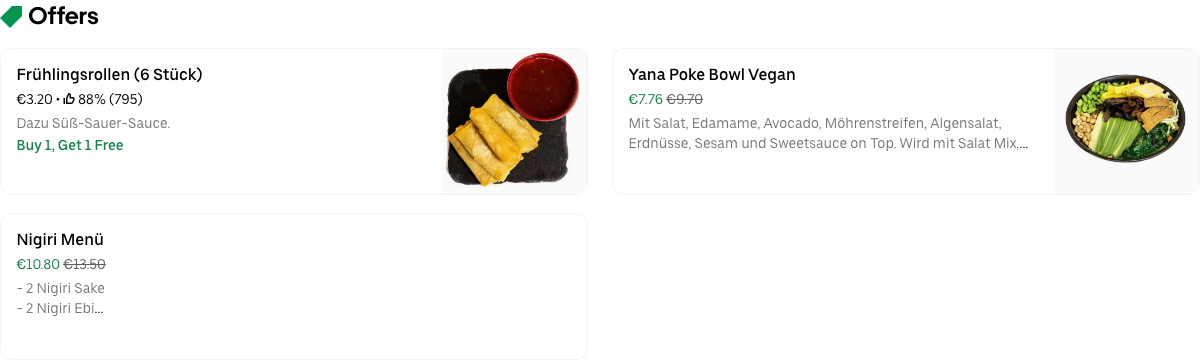 Offers
Frühlingsrollen (6 Stück)
€3.20 • 88% (795)
Dazu Süß-Sauer-Sauce.
Buy 1, Get 1 Free
Yana Poke Bowl Vegan
€7.76 €9.70
Mit Salat, Edamame, Avocado, Möhrenstreifen, Algensalat,
Erdnüsse, Sesam und Sweetsauce on Top. Wird mit Salat Mix,...
Nigiri Menü
€10.80 €13.50
- 2 Nigiri Sake
- 2 Nigiri Ebi...